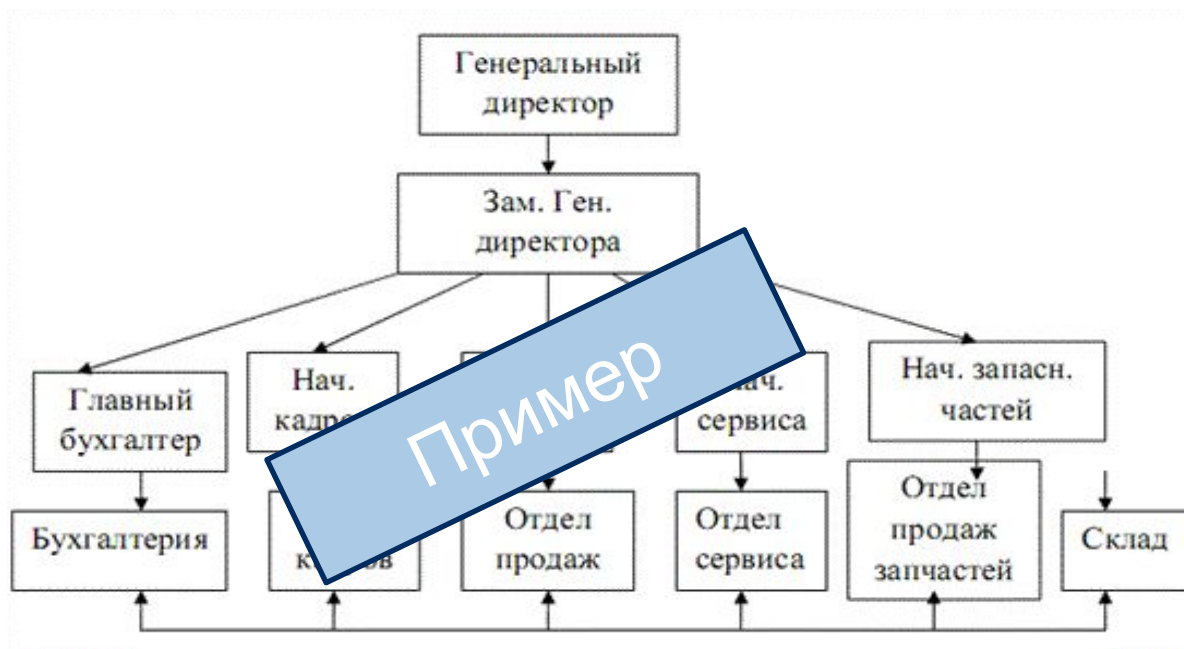 Генеральный
директор
Зам. Ген.
директора
Главный
бухгалтер
Нач.
сервиса
Нач. запасн.
частей
Пример
Бухгалтерия
Отдел
продаж
Отдел
сервиса
Отдел
продаж
запчастей
Склад